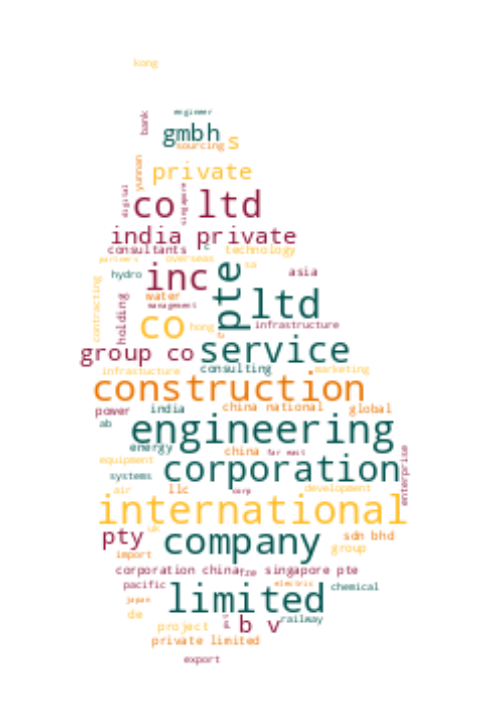 kong
engineer
bank
gmbh
s
sourcing
yunnan
private
digital
singapore
co ltd
india private
consultants
c
technology
partners
overseas
sa
hydro
inc
pte
asia
contracting
holding
water
management
ltd
co
hong
infrastructure
group co
service
infrastucture
consulting
marketing
construction
power
india
china national
global
ab
engineering
energy
china
far east
enterprise
equipment
corporation
systems
air
llc
corp
development
international
uk
pty
company
sdn bhd
group
import
corporation china
fze
singapore pte
pacific
electric
chemical
japan
limited
de
project
b v
railway
private limited
export